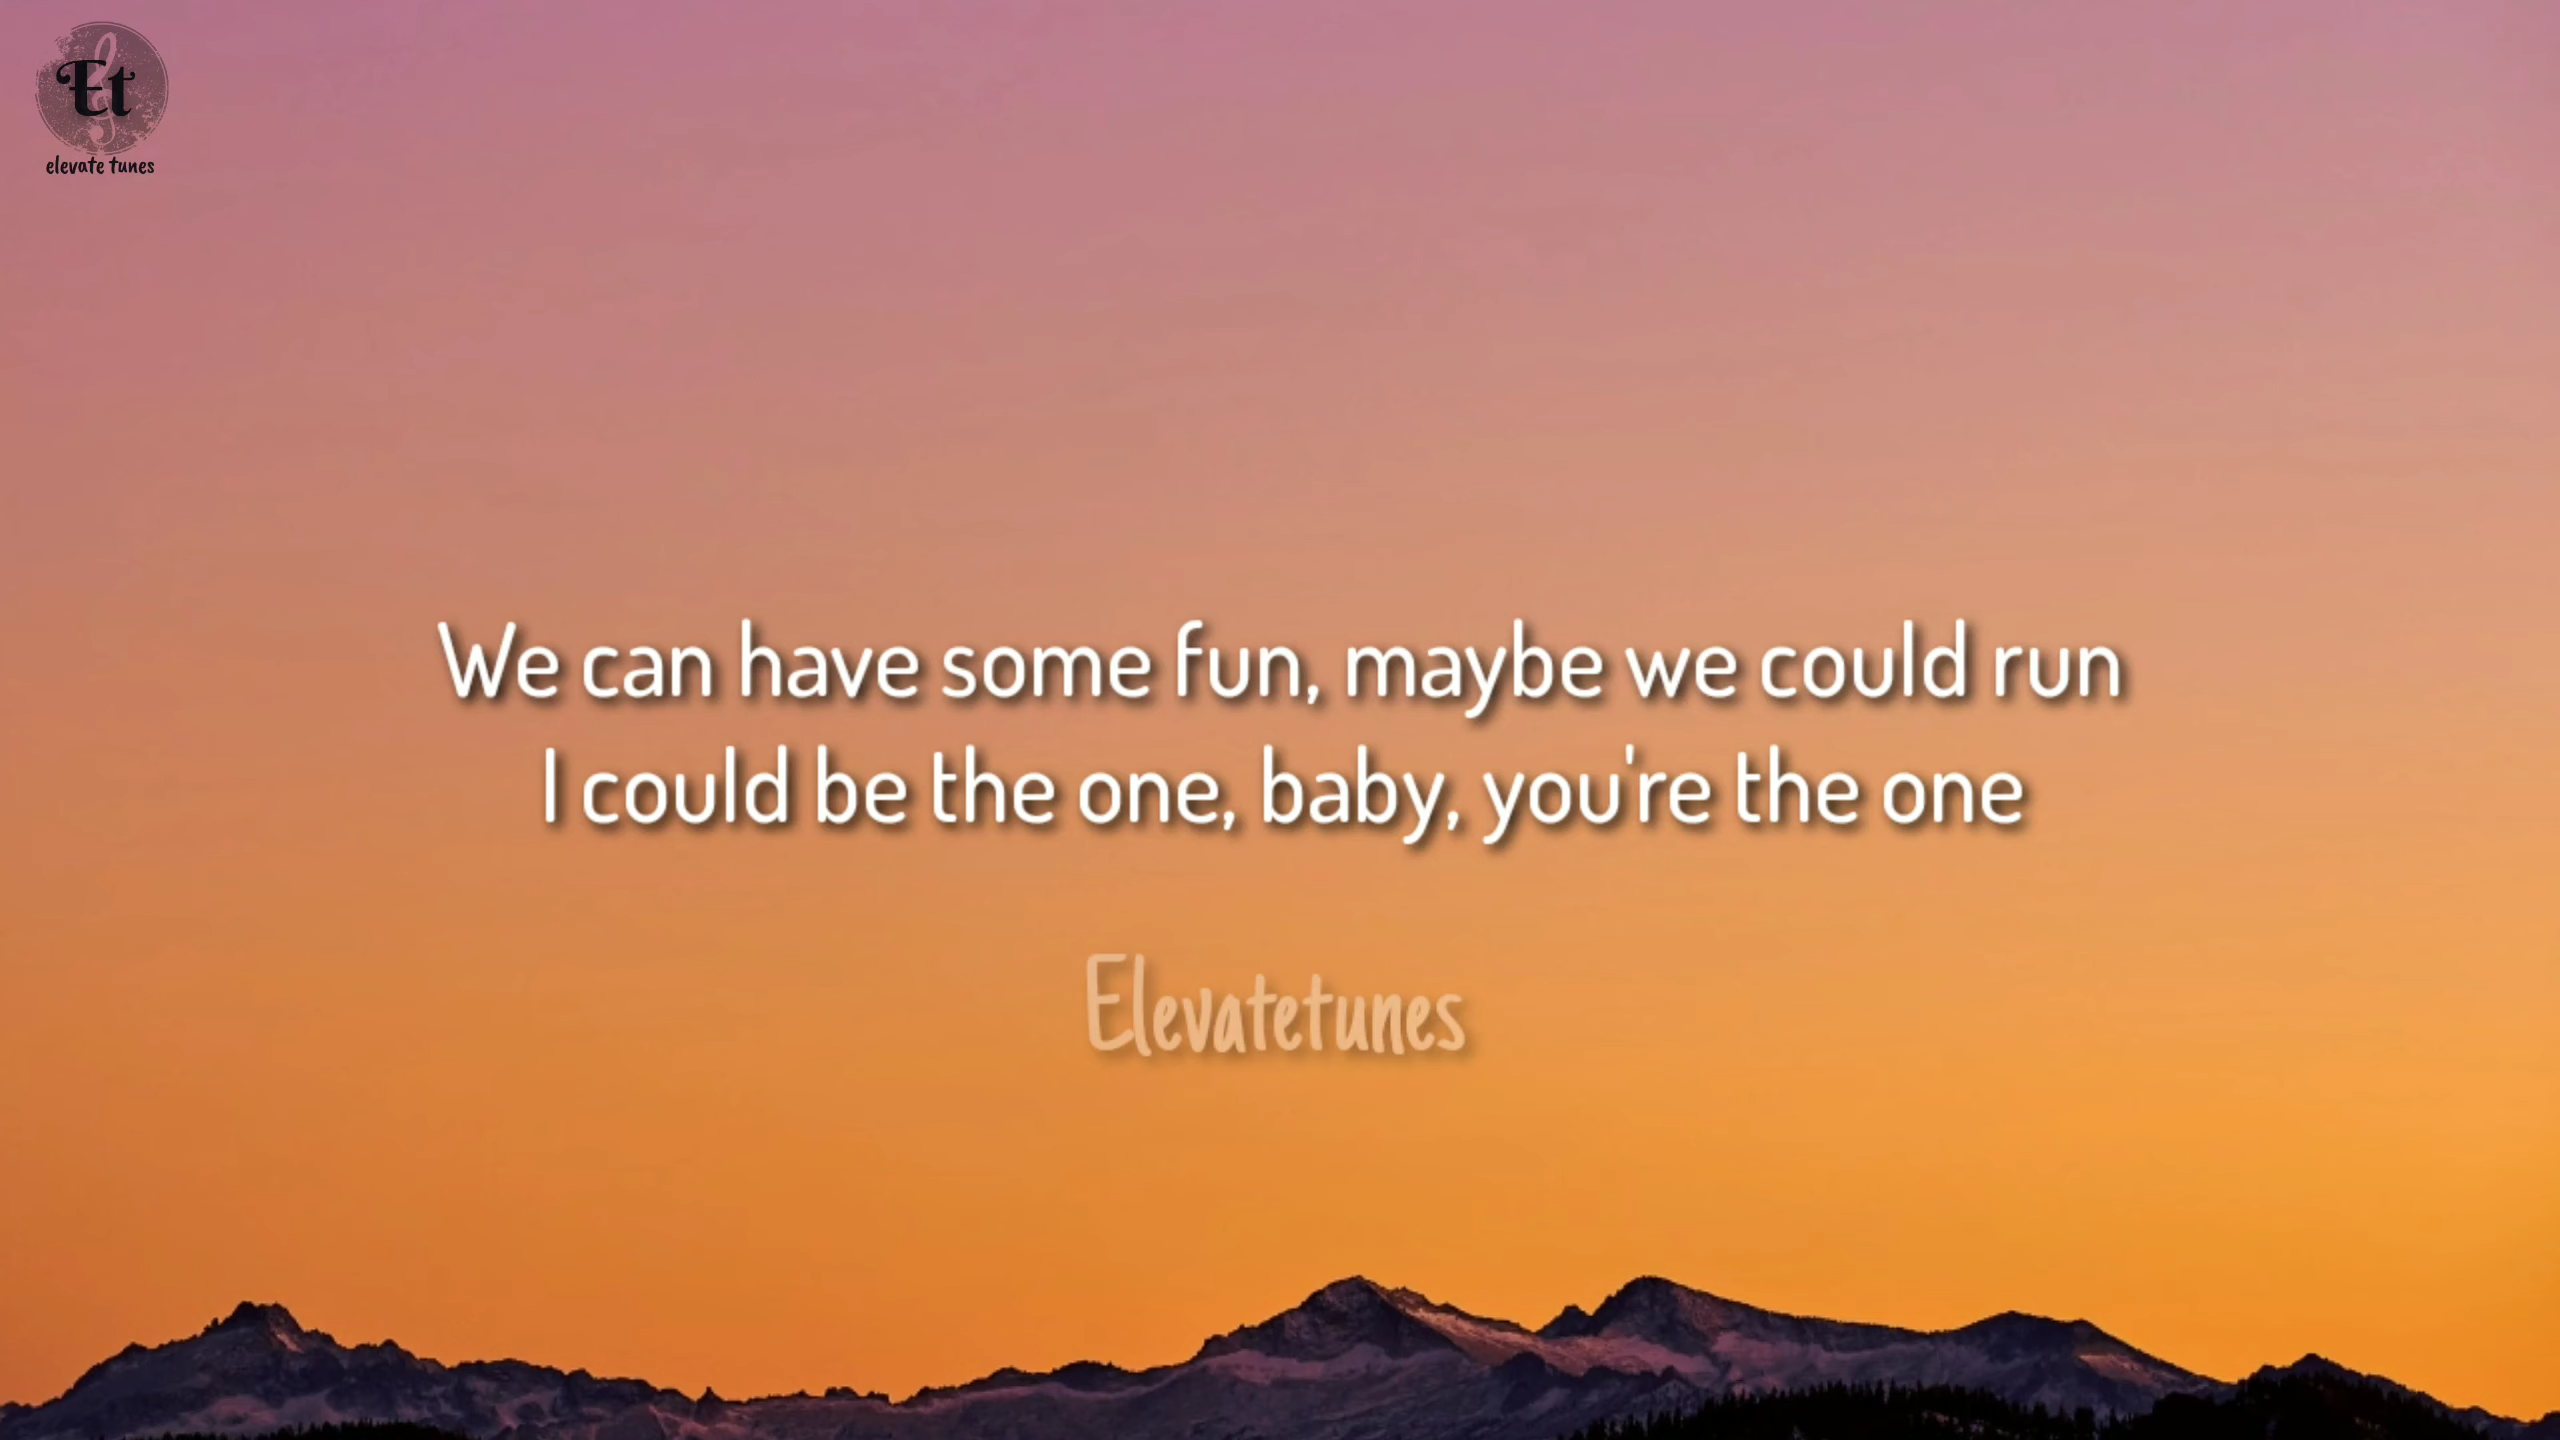 Et
elevate tunes
We can have some fun, maybe we could run
I could be the one, baby, you're the one
Elevatetunes